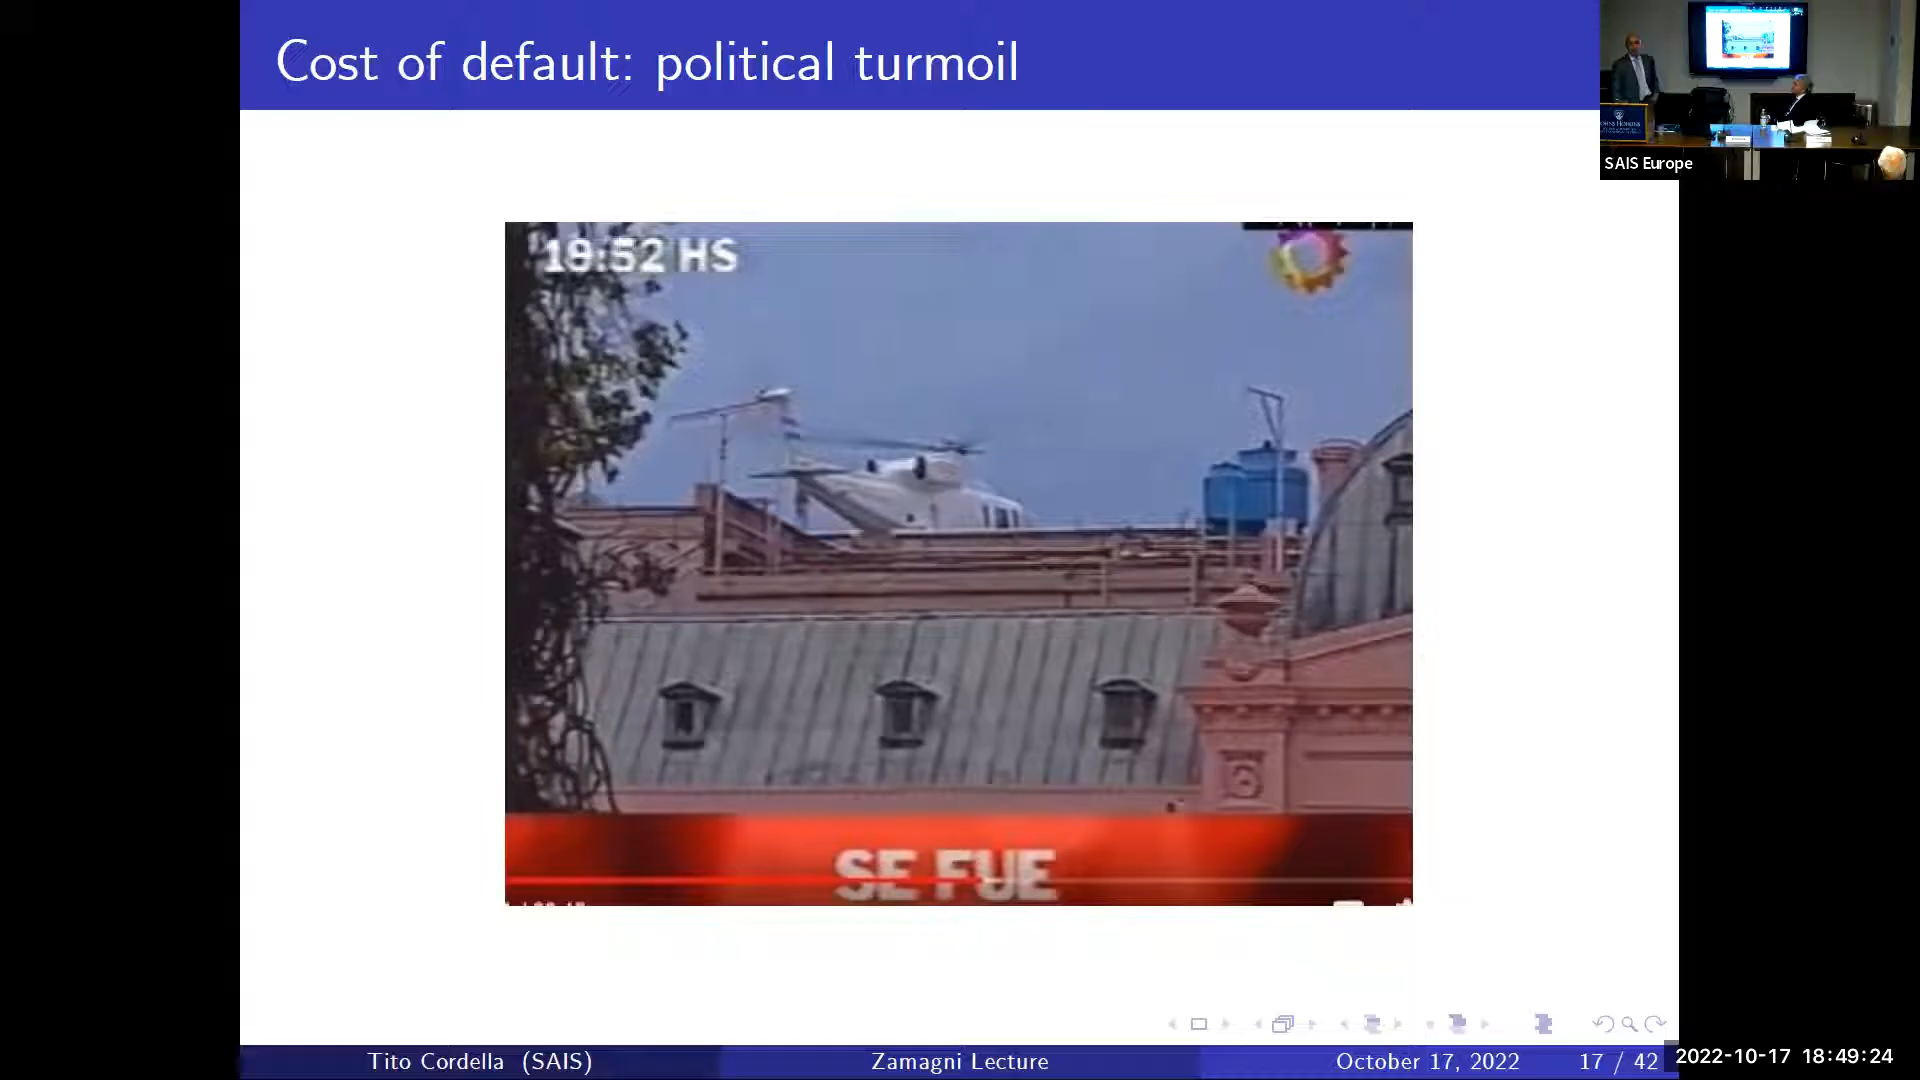 Cost of default: political turmoil
SAIS Europe
19:52 HS
SE FUE
Tito Cordella (SAIS)
Zamagni Lecture
October 17, 2022
17 / 42
2022-10-17 18:49:24